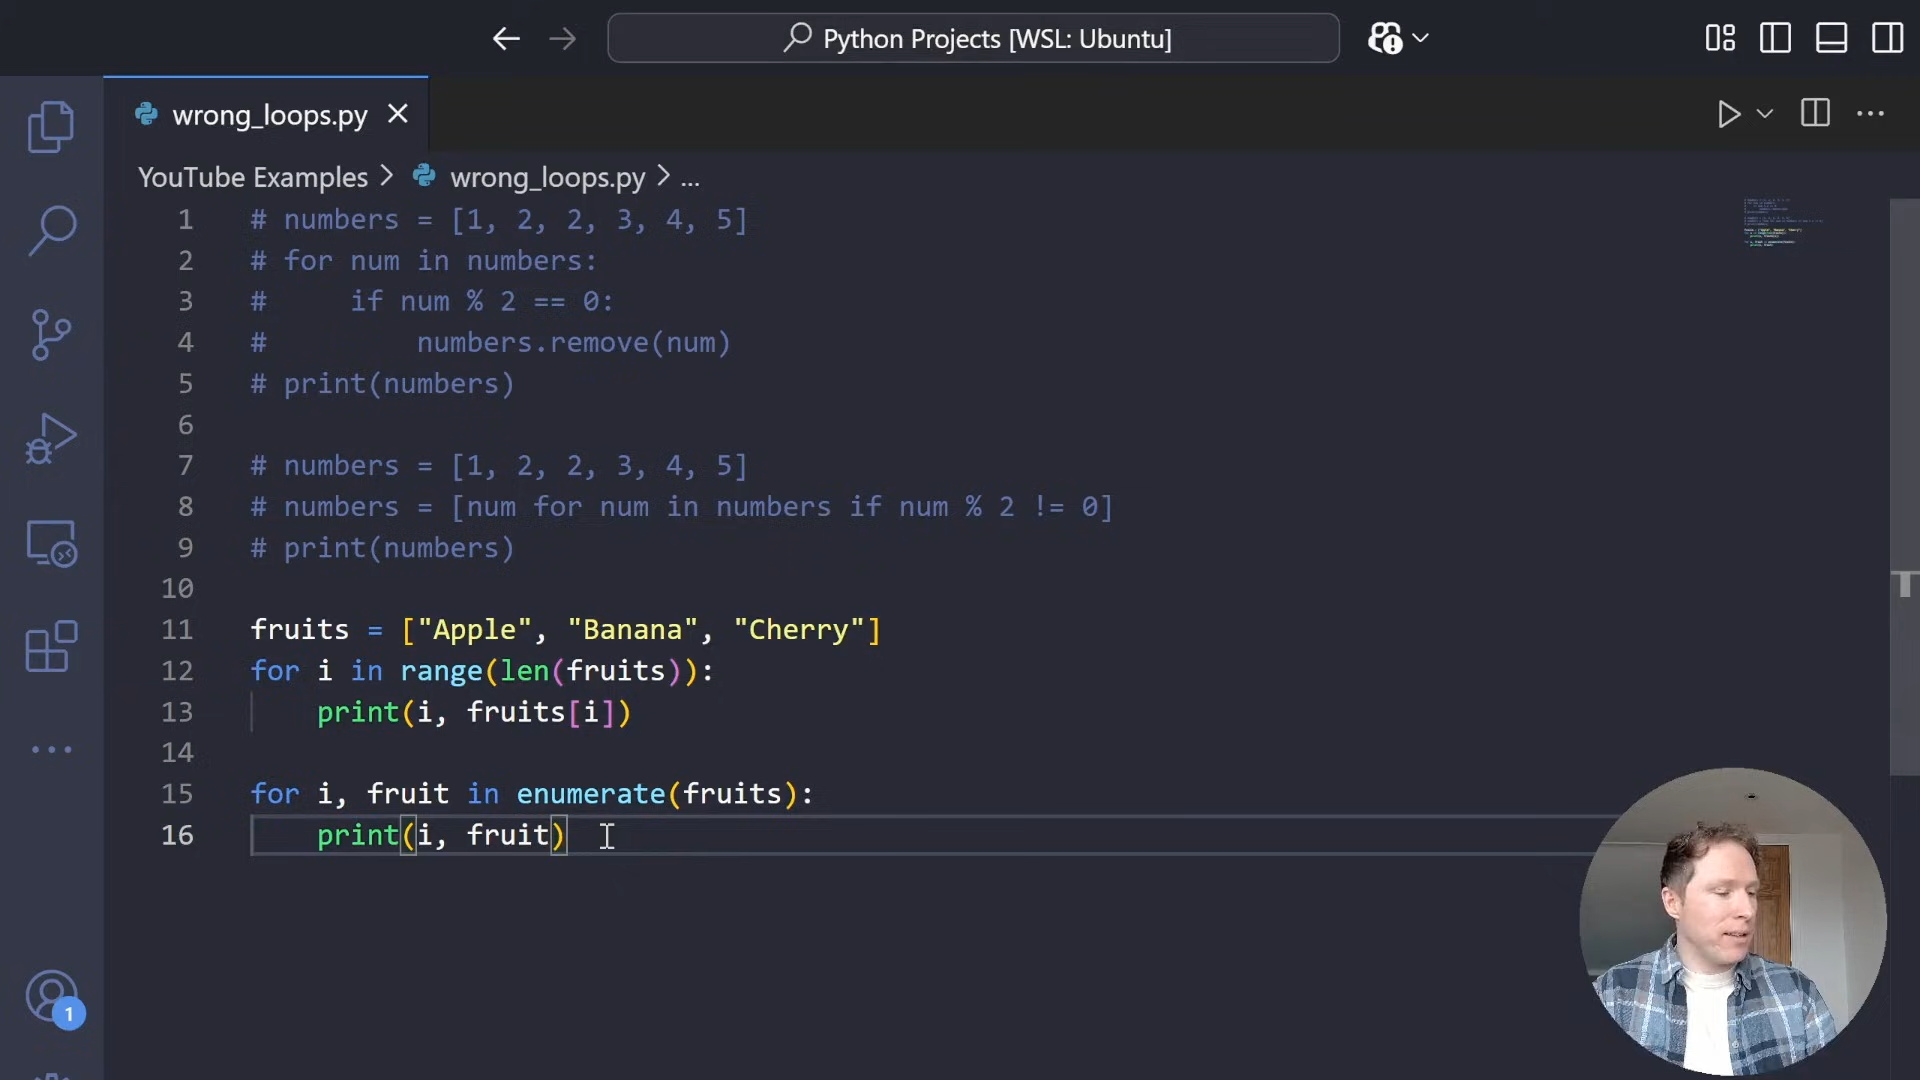 Python Projects [WSL: Ubuntu]
wrong_loops.py
YouTube Examples > wrong_loops.py > ...
1 # numbers = [1, 2, 2, 3, 4, 5]
2 # for num in numbers:
3 #     if num % 2 == 0:
4 #         numbers.remove(num)
5 # print(numbers)
6
7 # numbers = [1, 2, 2, 3, 4, 5]
8 # numbers = [num for num in numbers if num % 2 != 0]
9 # print(numbers)
10
11 fruits = ["Apple", "Banana", "Cherry"]
12 for i in range(len(fruits)):
13     print(i, fruits[i])
14
15 for i, fruit in enumerate(fruits):
16     print(i, fruit)
1